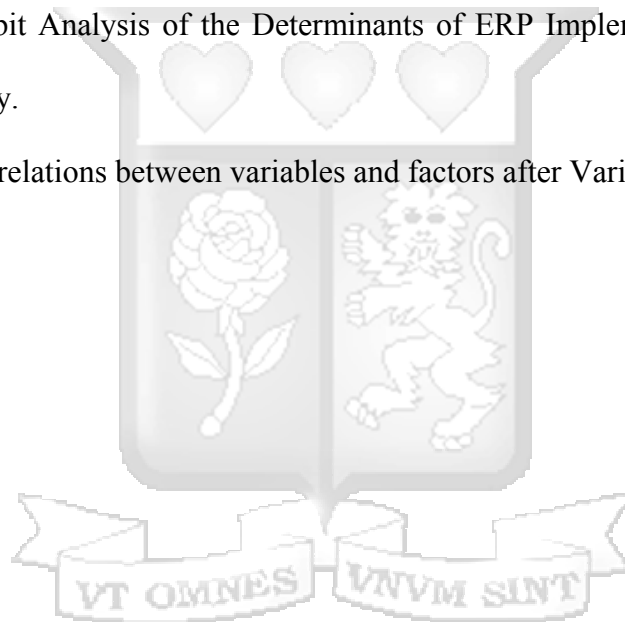 bit Analysis of the Determinants of ERP Implem
y.
relations between variables and factors after Vari
VT OMNES VNVM SINT